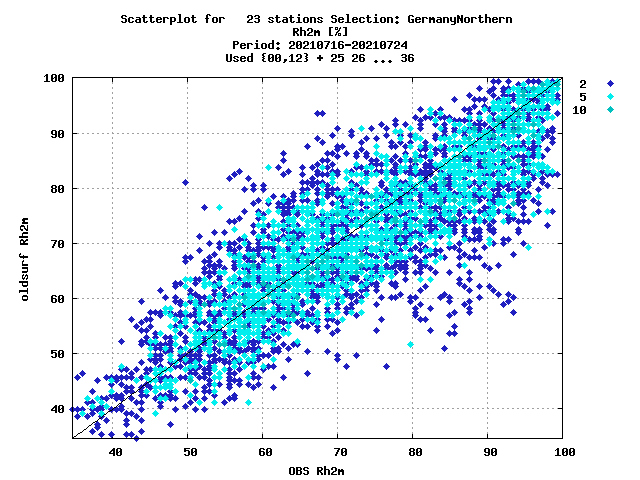 Scatterplot for   23 stations Selection: GermanyNorthern
Rh2m [%]
Period: 20210716-20210724
Used {00,12} + 25 26 ... 36
2
5
10
oldsurf Rh2m
100
90
80
70
60
50
40
40 50 60 70 80 90 100
OBS Rh2m